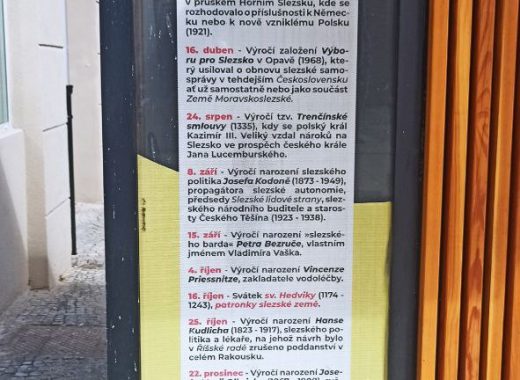 v pruském Horním Slezsku, kde se
rozhodovalo o příslušnosti k Němec-
ku nebo k nově vzniklému Polsku
(1921).
16. duben - Výročí založení Výbo-
ru pro Slezsko v Opavě (1968), kte-
rý usiloval o obnovu slezské samo-
správy v tehdejším Československu
ať už samostatně nebo jako součást
Země Moravskoslezské.
24. srpen - Výročí tzv. Trenčínské
smlouvy (1335), kdy se polský král
Kazimír III. Veliký vzdal nároků na
Slezsko ve prospěch českého krále
Jana Lucemburského.
8. září - Výročí narození slezského
politika Josefa Kodoně (1873 - 1949),
propagátora slezské autonomie,
předsedy Slezské lidové strany, slez-
ského národního buditele a staros-
ty Českého Těšína (1923 - 1938).
15. září - Výročí narození »slezské-
ho barda« Petra Bezruče, vlastním
jménem Vladimíra Vaška.
4. říjen - Výročí narození Vincenze
Priessnitze, zakladatele vodoléčby.
16. říjen - Svátek sv. Hedviky (1174 -
1243), patronky slezské země.
25. říjen - Výročí narození Hanse
Kudlicha (1823 - 1917), slezského po-
litika a lékaře, na jehož návrh bylo
v Říšské radě zrušeno poddanství v
celém Rakousku.
22. prosinec - Výročí narození Jose-